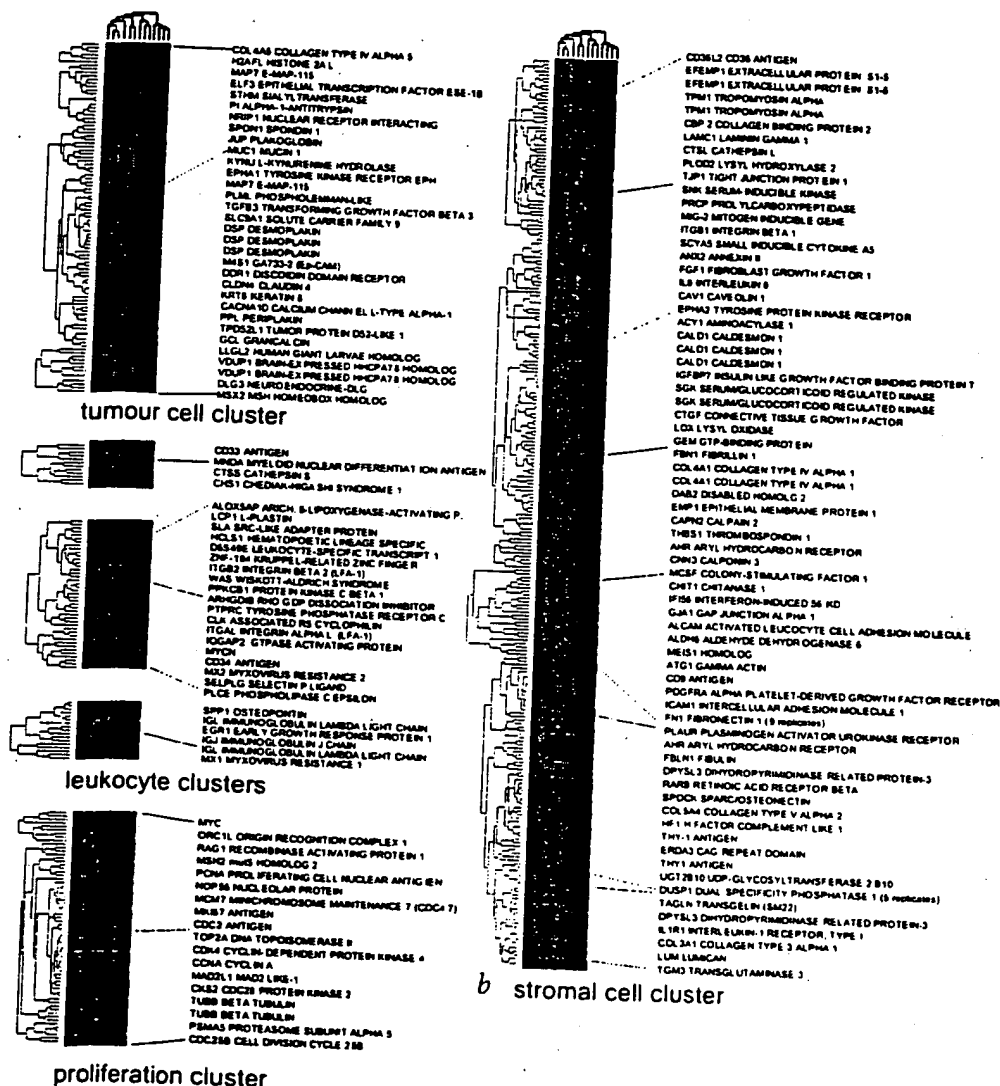 COL4A5 COLLAGEN TYPE IV ALPHA 5
H2AFL HISTONE 2A L
MAP7 E-MAP-115
ELF3 EPITHELIAL TRANSCRIPTION FACTOR ESE-1B
STHM SIALYLTRANSFERASE
PI ALPHA-1-ANTITRYPSIN
NRIP1 NUCLEAR RECEPTOR INTERACTING
SPON1 SPONDIN 1
JUP PLAKOGLOBIN
MUC1 MUCIN 1
KYNU L-KYNURENINE HYDROLASE
EPHA1 TYROSINE KINASE RECEPTOR EPH
MAP7 E-MAP-115
PLML PHOSPHOLEMMAN-LIKE
TGFB3 TRANSFORMING GROWTH FACTOR BETA 3
SLC9A1 SOLUTE CARRIER FAMILY 9
DSP DESMOPLAKIN
DSP DESMOPLAKIN
DSP DESMOPLAKIN
M4S1 GA733-2 (Ep-CAM)
DDR1 DISCOIDIN DOMAIN RECEPTOR
CLDN4 CLAUDIN 4
KRT8 KERATIN 8
CACNA1D CALCIUM CHANNEL L-TYPE ALPHA-1
PPL PERIPLAKIN
TPD52L1 TUMOR PROTEIN D52-LIKE 1
GCL GRANCALCIN
LLGL2 HUMAN GIANT LARVAE HOMOLOG
VDUP1 BRAIN-EXPRESSED HHCPA78 HOMOLOG
VDUP1 BRAIN-EXPRESSED HHCPA78 HOMOLOG
DLG3 NEUROENDOCRINE-DLG
MSX2 MSH HOMEOBOX HOMOLOG
tumour cell cluster
CD33 ANTIGEN
MNDA MYELOID NUCLEAR DIFFERENTIATION ANTIGEN
CTSS CATHEPSIN S
CHS1 CHEDIAK-HIGASHI SYNDROME 1
ALOX5AP ARICH. 5-LIPOXYGENASE-ACTIVATING P.
LCP1 L-PLASTIN
SLA SRC-LIKE ADAPTER PROTEIN
HCLS1 HEMATOPOETIC LINEAGE SPECIFIC
D6S49E LEUKOCYTE-SPECIFIC TRANSCRIPT 1
ZNF-184 KRUPPEL-RELATED ZINC FINGER
ITGB2 INTEGRIN BETA 2 (LFA-1)
WAS WISKOTT-ALDRICH SYNDROME
PPKCB1 PROTEIN KINASE C BETA 1
ARHGDIB RHO GDP DISSOCIATION INHIBITOR
PTPRC TYROSINE PHOSPHATASE RECEPTOR C
CLK ASSOCIATED RS CYCLOPHILIN
ITGAL INTEGRIN ALPHA L (LFA-1)
IQGAP2 GTPASE ACTIVATING PROTEIN
MYCN
CD34 ANTIGEN
MX2 MYXOVIRUS RESISTANCE 2
SELPLG SELECTIN P LIGAND
PLCE PHOSPHOLIPASE C EPSILON
SPP1 OSTEOPONTIN
IGL IMMUNOGLOBULIN LAMBDA LIGHT CHAIN
EGR1 EARLY GROWTH RESPONSE PROTEIN 1
IGJ IMMUNOGLOBULIN J CHAIN
IGL IMMUNOGLOBULIN LAMBDA LIGHT CHAIN
MX1 MYXOVIRUS RESISTANCE 1
leukocyte clusters
MYC
ORC1L ORIGIN RECOGNITION COMPLEX 1
RAG1 RECOMBINASE ACTIVATING PROTEIN 1
MSH2 mutS HOMOLOG 2
PCNA PROLIFERATING CELL NUCLEAR ANTIGEN
NOP56 NUCLEOLAR PROTEIN
MCM7 MINICHROMOSOME MAINTENANCE 7 (CDC47)
MKI67 ANTIGEN
CDC2 ANTIGEN
TOP2A DNA TOPOISOMERASE II
CDK4 CYCLIN-DEPENDENT PROTEIN KINASE 4
CCNA CYCLIN A
MAD2L1 MAD2 LIKE-1
CKS2 CDC28 PROTEIN KINASE 2
TUBB BETA TUBULIN
TUBB BETA TUBULIN
PSMA5 PROTEASOME SUBUNIT ALPHA 5
CDC25B CELL DIVISION CYCLE 25B
proliferation cluster
CD36L2 CD36 ANTIGEN
EFEMP1 EXTRACELLULAR PROTEIN S1-5
EFEMP1 EXTRACELLULAR PROTEIN S1-5
TPM1 TROPOMYOSIN ALPHA
TPM1 TROPOMYOSIN ALPHA
CBP 2 COLLAGEN BINDING PROTEIN 2
LAMC1 LAMININ GAMMA 1
CTSL CATHEPSIN L
PLOD2 LYSYL HYDROXYLASE 2
TJP1 TIGHT JUNCTION PROTEIN 1
SNK SERUM-INDUCIBLE KINASE
PRCP PROLYLCARBOXYPEPTIDASE
MIG-2 MITOGEN INDUCIBLE GENE
ITGB1 INTEGRIN BETA 1
SCYA5 SMALL INDUCIBLE CYTOKINE A5
ANX2 ANNEXIN II
FGF1 FIBROBLAST GROWTH FACTOR 1
IL6 INTERLEUKIN 6
CAV1 CAVEOLIN 1
EPHA2 TYROSINE PROTEIN KINASE RECEPTOR
ACY1 AMINOACYLASE 1
CALD1 CALDESMON 1
CALD1 CALDESMON 1
CALD1 CALDESMON 1
IGFBP7 INSULIN LIKE GROWTH FACTOR BINDING PROTEIN 7
SGK SERUM/GLUCOCORTICOID REGULATED KINASE
SGK SERUM/GLUCOCORTICOID REGULATED KINASE
CTGF CONNECTIVE TISSUE GROWTH FACTOR
LOX LYSYL OXIDASE
GEM GTP-BINDING PROTEIN
FBN1 FIBRILLIN 1
COL4A1 COLLAGEN TYPE IV ALPHA 1
COL4A1 COLLAGEN TYPE IV ALPHA 1
DAB2 DISABLED HOMOLG 2
EMP1 EPITHELIAL MEMBRANE PROTEIN 1
CAPN2 CALPAIN 2
THBS1 THROMBOSPONDIN 1
AHR ARYL HYDROCARBON RECEPTOR
CNN3 CALPONIN 3
MCSF COLONY-STIMULATING FACTOR 1
CHIT1 CHITANASE 1
IFI56 INTERFERON-INDUCED 56 KD
GJA1 GAP JUNCTION ALPHA 1
ALCAM ACTIVATED LEUCOCYTE CELL ADHESION MOLECULE
ALDH6 ALDEHYDE DEHYDROGENASE 6
MEIS1 HOMOLOG
ATG1 GAMMA ACTIN
CD9 ANTIGEN
PDGFRA ALPHA PLATELET-DERIVED GROWTH FACTOR RECEPTOR
ICAM1 INTERCELLULAR ADHESION MOLECULE 1
FN1 FIBRONECTIN 1 (9 replicates)
PLAUR PLASMINOGEN ACTIVATOR UROKINASE RECEPTOR
AHR ARYL HYDROCARBON RECEPTOR
FBLN1 FIBULIN
DPYSL3 DIHYDROPYRIMIDINASE RELATED PROTEIN-3
RARB RETINOIC ACID RECEPTOR BETA
SPOCK SPARC/OSTEONECTIN
COL5A4 COLLAGEN TYPE V ALPHA 2
HF1 H FACTOR COMPLEMENT LIKE 1
THY-1 ANTIGEN
ERDA3 CAG REPEAT DOMAIN
THY1 ANTIGEN
UGT2B10 UDP-GLYCOSYLTRANSFERASE 2 B10
DUSP1 DUAL SPECIFICITY PHOSPHATASE 1 (5 replicates)
TAGLN TRANSGELIN (SM22)
DPYSL3 DIHYDROPYRIMIDINASE RELATED PROTEIN-3
IL1R1 INTERLEUKIN-1 RECEPTOR, TYPE I
COL3A1 COLLAGEN TYPE 3 ALPHA 1
LUM LUMICAN
TGM3 TRANSGLUTAMINASE 3
b stromal cell cluster